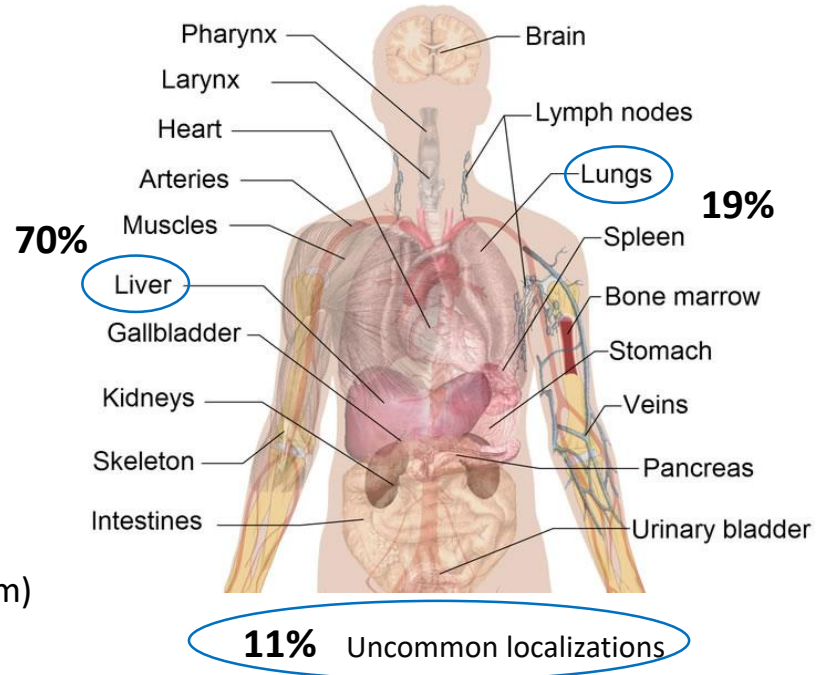 Pharynx
Brain
Larynx
Lymph nodes
Heart
Lungs
Arteries
19%
Muscles
70%
Spleen
Liver
Bone marrow
Gallbladder
Stomach
Kidneys
Veins
Skeleton
Pancreas
Intestines
Urinary bladder
m)
11% Uncommon localizations